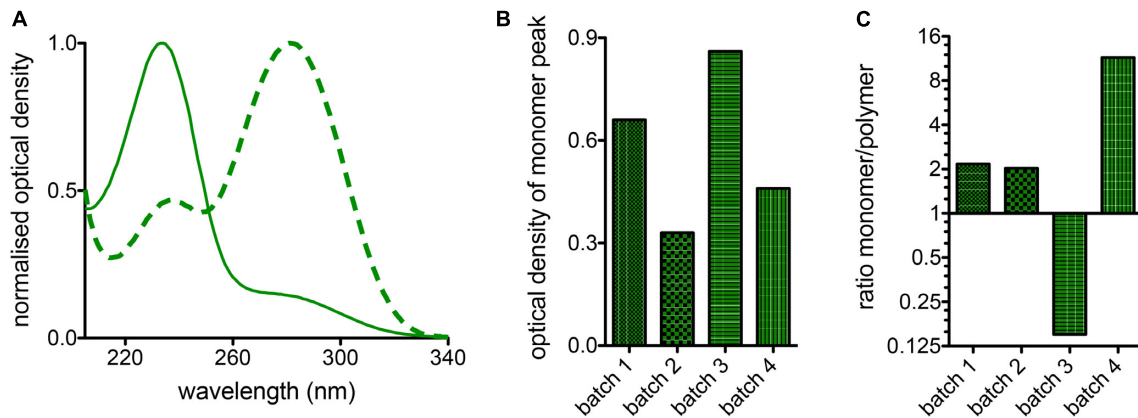 A
normalised optical density
1.0
0.5
0.0
220
260
300
340
wavelength (nm)
B
optical density of monomer peak
0.9
0.6
0.3
0.0
batch 1
batch 2
batch 3
batch 4
C
ratio monomer/polymer
16
8
4
2
1
0.5
0.25
0.125
batch 1
batch 2
batch 3
batch 4